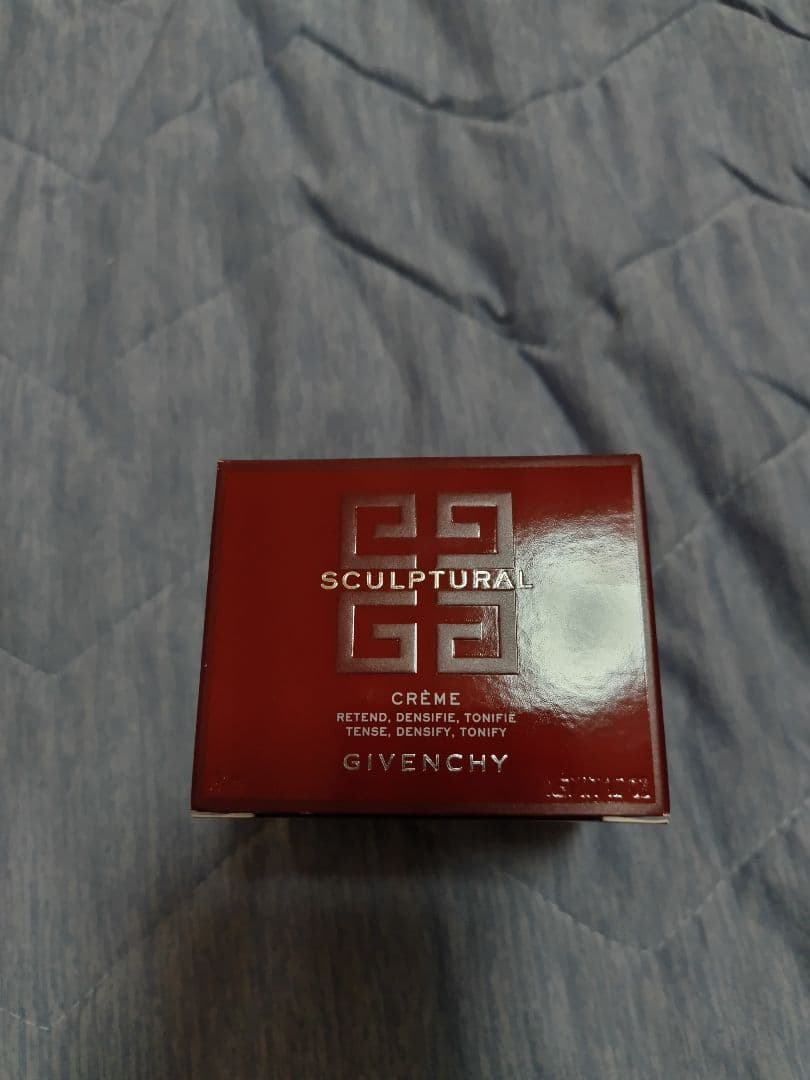 SCULPTURAL
CRÈME
RETEND, DENSIFIE, TONIFIE
TENSE, DENSIFY, TONIFY
GIVENCHY